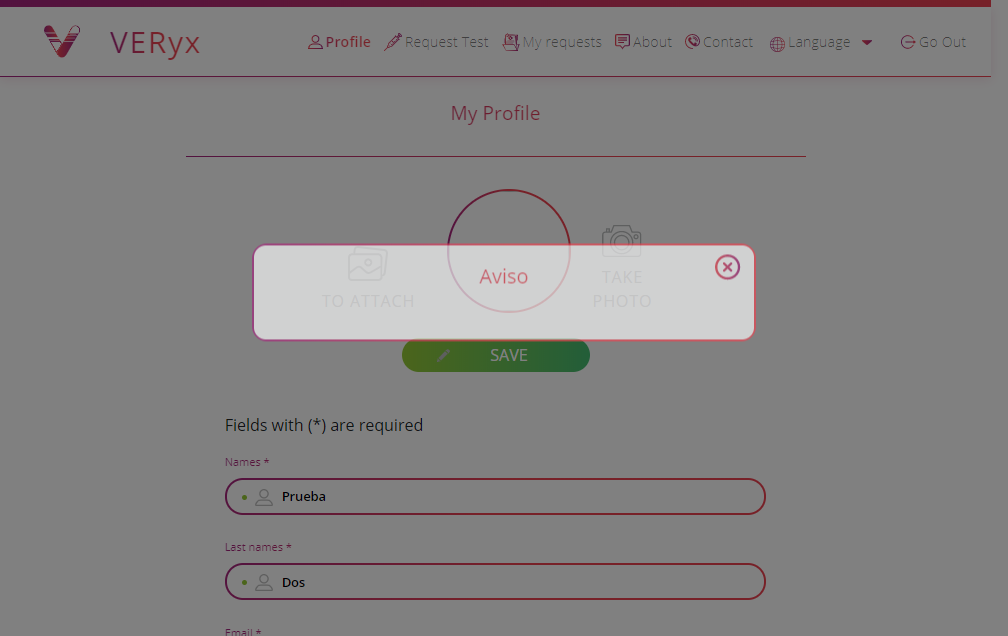 VERyx
Profile
Request Test
My requests
About
Contact
Language
Go Out
My Profile
Aviso
TO ATTACH
TAKE
PHOTO
SAVE
Fields with (*) are required
Names *
Prueba
Last names *
Dos
Email *